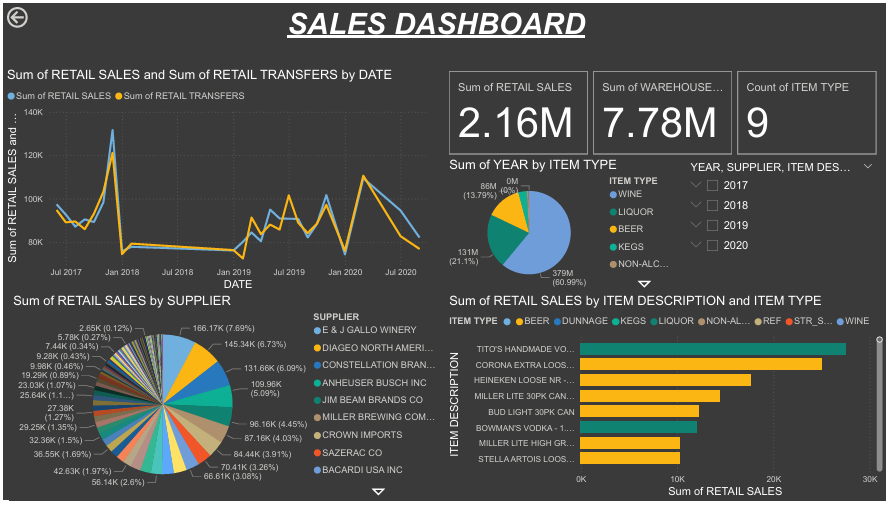 SALES DASHBOARD
Sum of RETAIL SALES and Sum of RETAIL TRANSFERS by DATE
Sum of RETAIL SALES
Sum of RETAIL TRANSFERS
Sum of RETAIL SALES and ...
140K
120K
100K
80K
Jul 2017
Jan 2018
Jul 2018
Jan 2019
Jul 2019
Jan 2020
Jul 2020
DATE
Sum of RETAIL SALES
2.16M
Sum of WAREHOUSE...
7.78M
Count of ITEM TYPE
9
Sum of YEAR by ITEM TYPE
0M
(0%)
86M
(13.79%)
131M
(21.1%)
379M
(60.99%)
ITEM TYPE
WINE
LIQUOR
BEER
KEGS
NON-ALC...
YEAR, SUPPLIER, ITEM DES...
2017
2018
2019
2020
Sum of RETAIL SALES by SUPPLIER
2.65K (0.12%)
5.78K (0.27%)
7.44K (0.34%)
9.28K (0.43%)
9.98K (0.46%)
19.29K (0.89%)
23.03K (1.07%)
25.64K (1.1...)
27.38K
(1.27%)
29.25K (1.35%)
32.36K (1.5%)
36.55K (1.69%)
42.63K (1.97%)
56.14K (2.6%)
166.17K (7.69%)
145.34K (6.73%)
131.66K (6.09%)
109.96K
(5.09%)
96.16K (4.45%)
87.16K (4.03%)
84.44K (3.91%)
70.41K (3.26%)
66.61K (3.08%)
SUPPLIER
E & J GALLO WINERY
DIAGEO NORTH AMERI...
CONSTELLATION BRAN...
ANHEUSER BUSCH INC
JIM BEAM BRANDS CO
MILLER BREWING COM...
CROWN IMPORTS
SAZERAC CO
BACARDI USA INC
Sum of RETAIL SALES by ITEM DESCRIPTION and ITEM TYPE
ITEM TYPE BEER DUNNAGE KEGS LIQUOR NON-AL... REF STR_S... WINE
ITEM DESCRIPTION
TITO'S HANDMADE VO...
CORONA EXTRA LOOS...
HEINEKEN LOOSE NR -...
MILLER LITE 30PK CAN...
BUD LIGHT 30PK CAN
BOWMAN'S VODKA - 1....
MILLER LITE HIGH GR...
STELLA ARTOIS LOOS...
0K
10K
20K
30K
Sum of RETAIL SALES